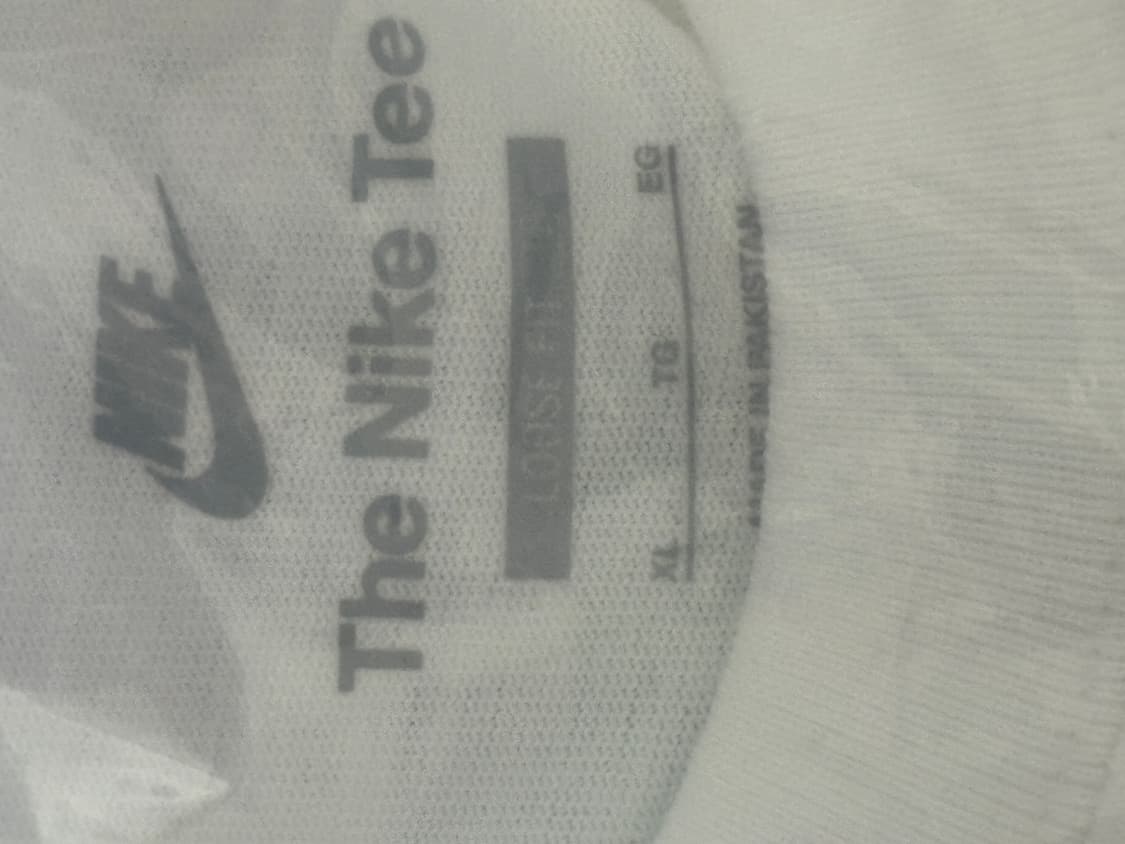 NIKE
The Nike Tee
LOOSE FIT
XL TG EG
MADE IN PAKISTAN